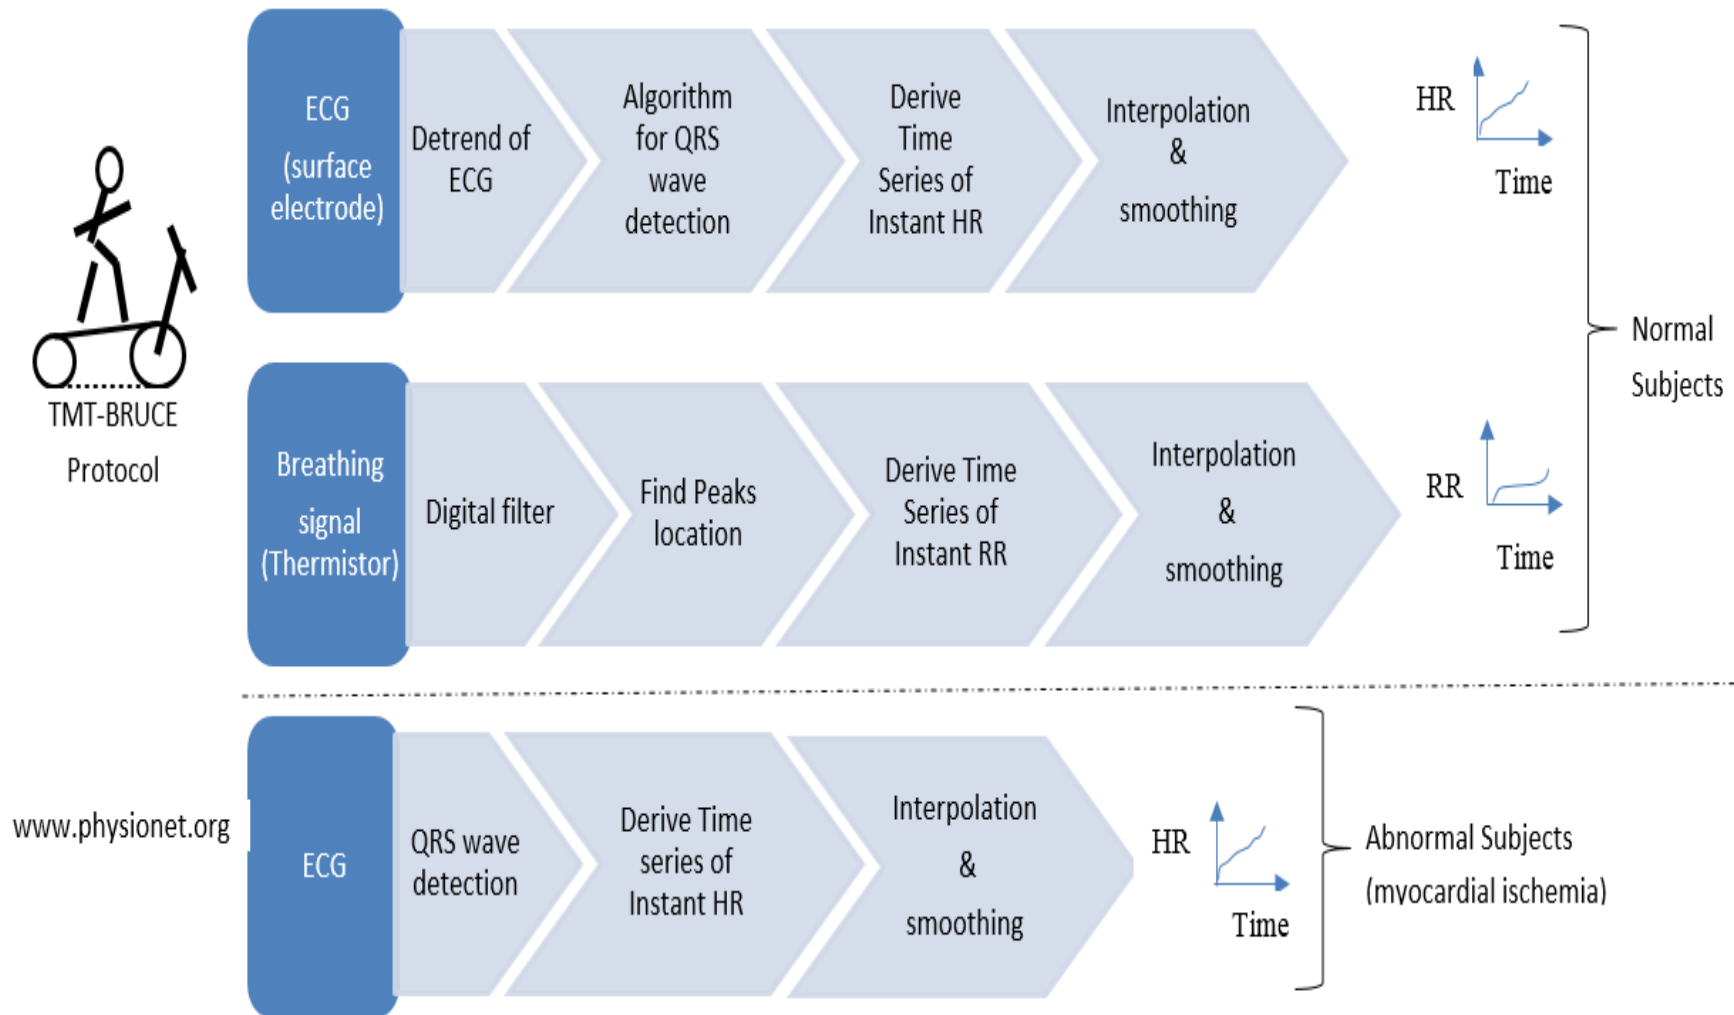 ECG
(surface
electrode)
Detrend of
ECG
Algorithm
for QRS
wave
detection
Derive
Time
Series of
Instant HR
Interpolation
&
smoothing
HR
Time
TMT-BRUCE
Protocol
Normal
Subjects
Breathing
signal
(Thermistor)
Digital filter
Find Peaks
location
Derive Time
Series of
Instant RR
Interpolation
&
smoothing
RR
Time
www.physionet.org
ECG
QRS wave
detection
Derive Time
series of
Instant HR
Interpolation
&
smoothing
HR
Time
Abnormal Subjects
(myocardial ischemia)